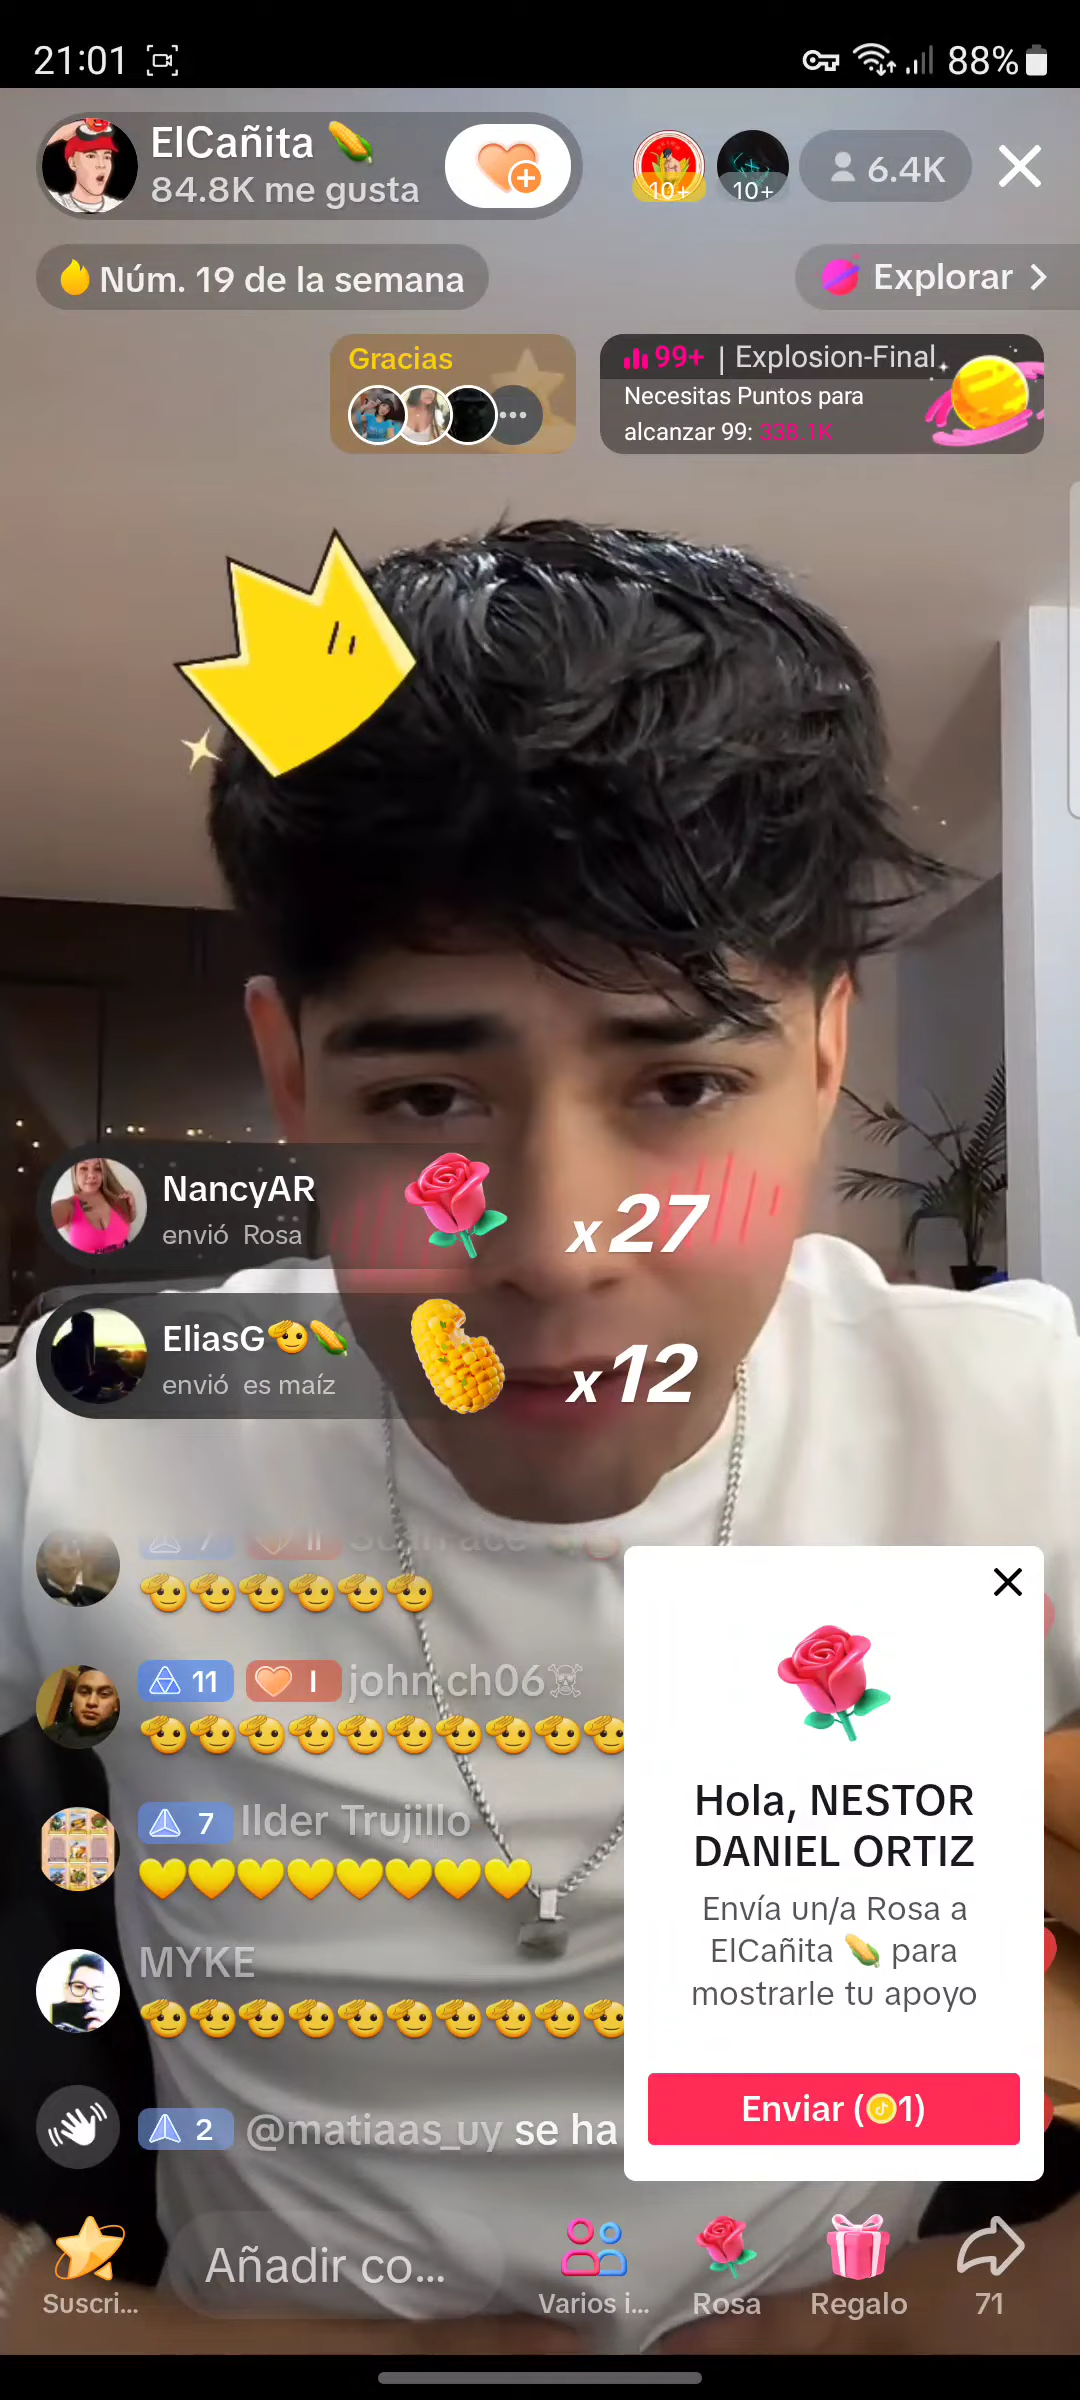 21:01
88%
ElCañita 🌽
84.8K me gusta
10+
10+
6.4K
Núm. 19 de la semana
Explorar
Gracias
99+ | Explosion-Final
Necesitas Puntos para
alcanzar 99: 338.1K
NancyAR
envió Rosa
x27
EliasG🫡🌽
envió es maíz
x12
7 II
🫡🫡🫡🫡🫡🫡
11 I john.ch06☠
🫡🫡🫡🫡🫡🫡🫡🫡🫡🫡
7 Ilder Trujillo
💛💛💛💛💛💛💛💛
MYKE
🫡🫡🫡🫡🫡🫡🫡🫡🫡🫡
2 @matiaas_uy se ha
Hola, NESTOR
DANIEL ORTIZ
Envía un/a Rosa a
ElCañita 🌽 para
mostrarle tu apoyo
Enviar (1)
Suscri...
Añadir co...
Varios i...
Rosa
Regalo
71